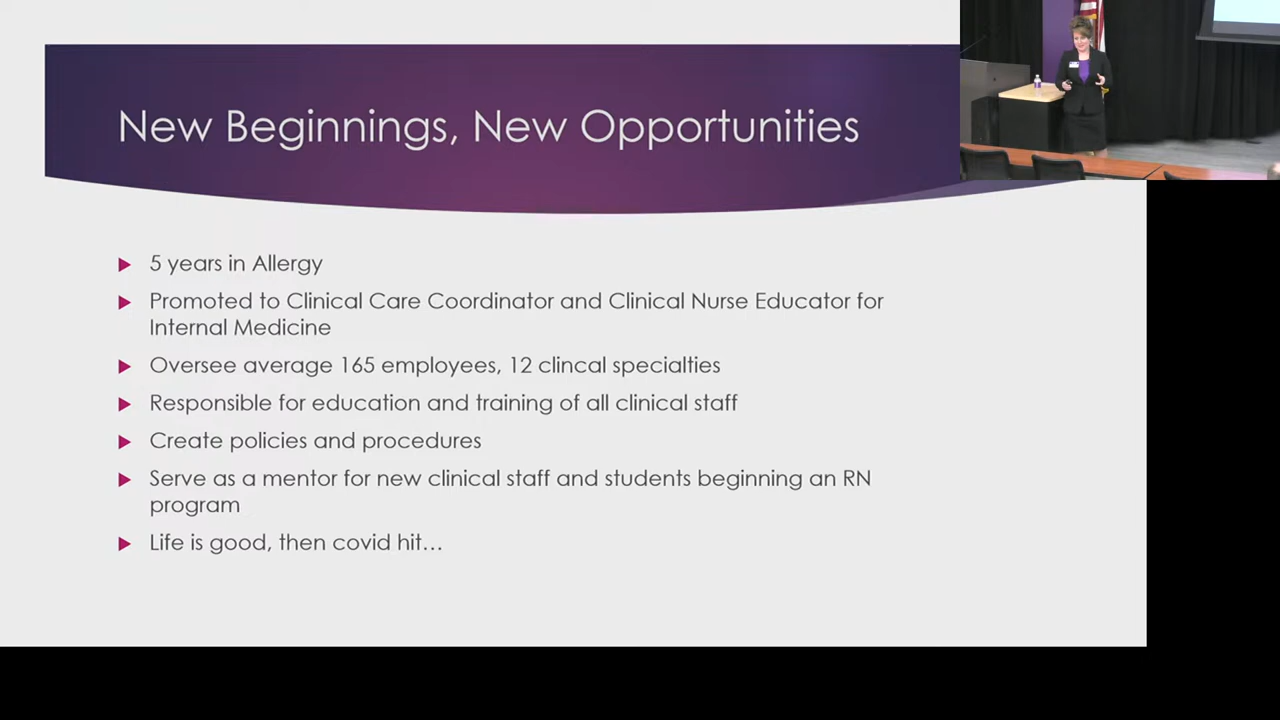 New Beginnings, New Opportunities
5 years in Allergy
Promoted to Clinical Care Coordinator and Clinical Nurse Educator for
Internal Medicine
Oversee average 165 employees, 12 clincal specialties
Responsible for education and training of all clinical staff
Create policies and procedures
Serve as a mentor for new clinical staff and students beginning an RN
program
Life is good, then covid hit…